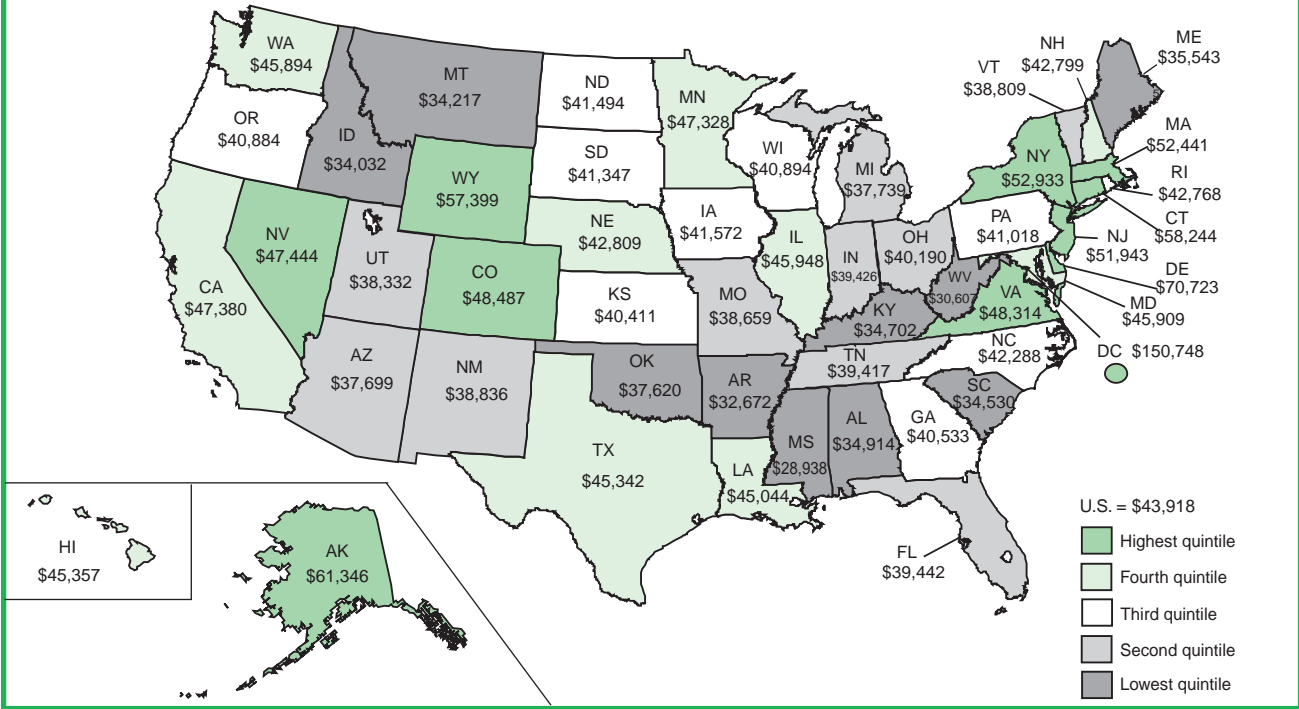 WA
$45,894
OR
$40,884
CA
$47,380
NV
$47,444
ID
$34,032
MT
$34,217
WY
$57,399
UT
$38,332
CO
$48,487
AZ
$37,699
NM
$38,836
ND
$41,494
SD
$41,347
NE
$42,809
KS
$40,411
OK
$37,620
TX
$45,342
MN
$47,328
IA
$41,572
MO
$38,659
AR
$32,672
LA
$45,044
WI
$40,894
IL
$45,948
MI
$37,739
IN
$39,426
OH
$40,190
KY
$34,702
TN
$39,417
MS
$28,938
AL
$34,914
GA
$40,533
FL
$39,442
SC
$34,530
NC
$42,288
VA
$48,314
WV
$30,607
PA
$41,018
NY
$52,933
VT
$38,809
NH
$42,799
ME
$35,543
MA
$52,441
RI
$42,768
CT
$58,244
NJ
$51,943
DE
$70,723
MD
$45,909
DC $150,748
HI
$45,357
AK
$61,346
U.S. = $43,918
Highest quintile
Fourth quintile
Third quintile
Second quintile
Lowest quintile